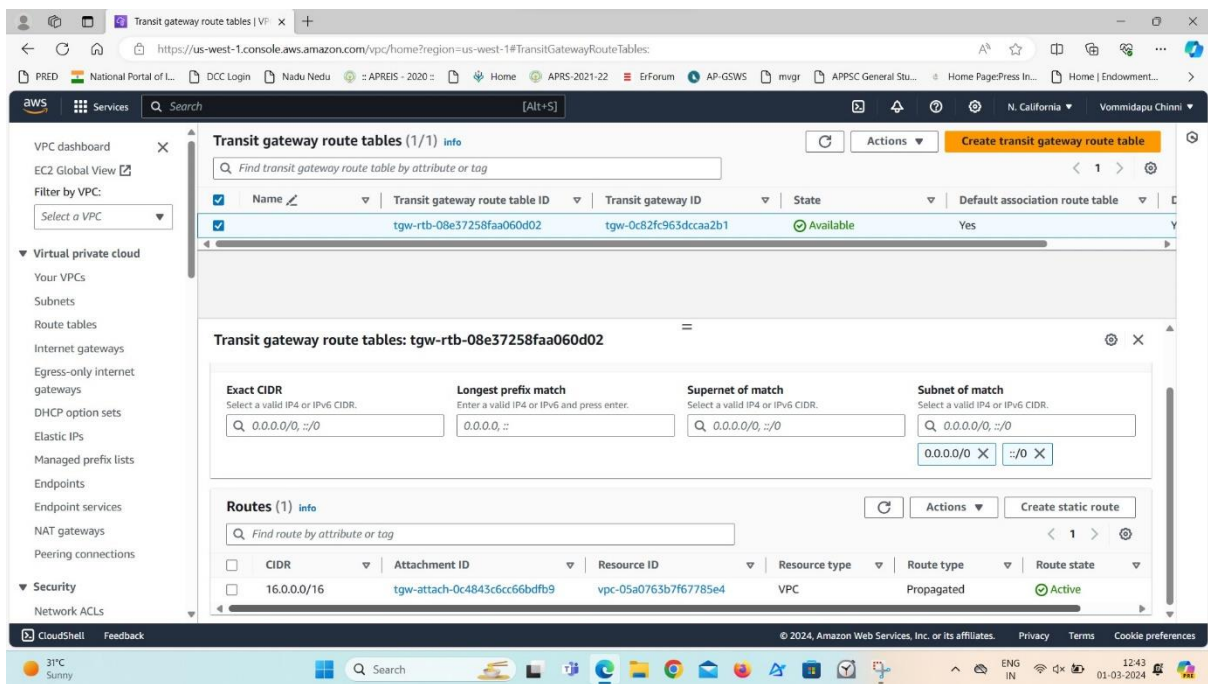 Transit gateway route tables | VP
https://us-west-1.console.aws.amazon.com/vpc/home?region=us-west-1#TransitGatewayRouteTables:
PRED National Portal of I... DCC Login Nadu Nedu :: APREIS - 2020 :: Home APRS-2021-22 ErForum AP-GSWS mvgr APPSC General Stu... Home Page:Press In... Home | Endowment...
aws Services Search [Alt+S] N. California Vommidapu Chinni
VPC dashboard
EC2 Global View
Filter by VPC:
Select a VPC
Virtual private cloud
Your VPCs
Subnets
Route tables
Internet gateways
Egress-only internet
gateways
DHCP option sets
Elastic IPs
Managed prefix lists
Endpoints
Endpoint services
NAT gateways
Peering connections
Security
Network ACLs
Transit gateway route tables (1/1) info Actions Create transit gateway route table
Find transit gateway route table by attribute or tag 1
Name Transit gateway route table ID Transit gateway ID State Default association route table
tgw-rtb-08e37258faa060d02 tgw-0c82fc963dccaa2b1 Available Yes
Transit gateway route tables: tgw-rtb-08e37258faa060d02
Exact CIDR Longest prefix match Supernet of match Subnet of match
Select a valid IP4 or IPv6 CIDR. Enter a valid IP4 or IPv6 and press enter. Select a valid IP4 or IPv6 CIDR. Select a valid IP4 or IPv6 CIDR.
0.0.0.0/0, ::/0 0.0.0.0, :: 0.0.0.0/0, ::/0 0.0.0.0/0, ::/0
0.0.0.0/0 ::/0
Routes (1) info Actions Create static route
Find route by attribute or tag 1
CIDR Attachment ID Resource ID Resource type Route type Route state
16.0.0.0/16 tgw-attach-0c4843c6cc66bdfb9 vpc-05a0763b7f67785e4 VPC Propagated Active
CloudShell Feedback © 2024, Amazon Web Services, Inc. or its affiliates. Privacy Terms Cookie preferences
31°C
Sunny
Search
ENG
IN
12:43
01-03-2024